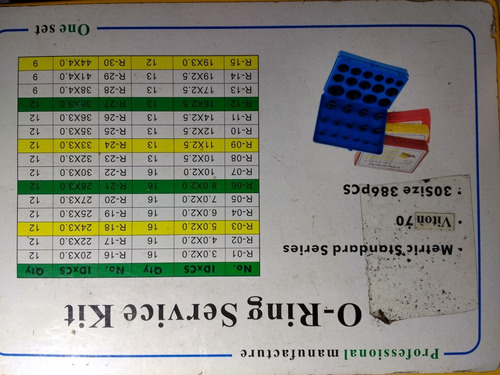 Professional manufacture
O-Ring Service Kit
• Metric Standard Series
• Viton 70
• 30Size 386PCS
No. IDxCS Qty No. IDxCS Qty
R-01 3.0X2.0 16 R-16 20X3.0 12
R-02 4.0X2.0 16 R-17 22X3.0 12
R-03 5.0X2.0 16 R-18 24X3.0 12
R-04 6.0X2.0 16 R-19 25X3.0 12
R-05 7.0X2.0 16 R-20 27X3.0 12
R-06 8.0X2.0 16 R-21 28X3.0 12
R-07 10X2.0 16 R-22 30X3.0 12
R-08 10X2.5 13 R-23 32X3.0 12
R-09 11X2.5 13 R-24 33X3.0 12
R-10 12X2.5 13 R-25 35X3.0 12
R-11 14X2.5 13 R-26 36X3.0 12
R-12 16X2.5 13 R-27 38X3.0 12
R-13 17X2.5 13 R-28 38X4.0 9
R-14 19X2.5 13 R-29 41X4.0 9
R-15 19X3.0 12 R-30 44X4.0 9
One set